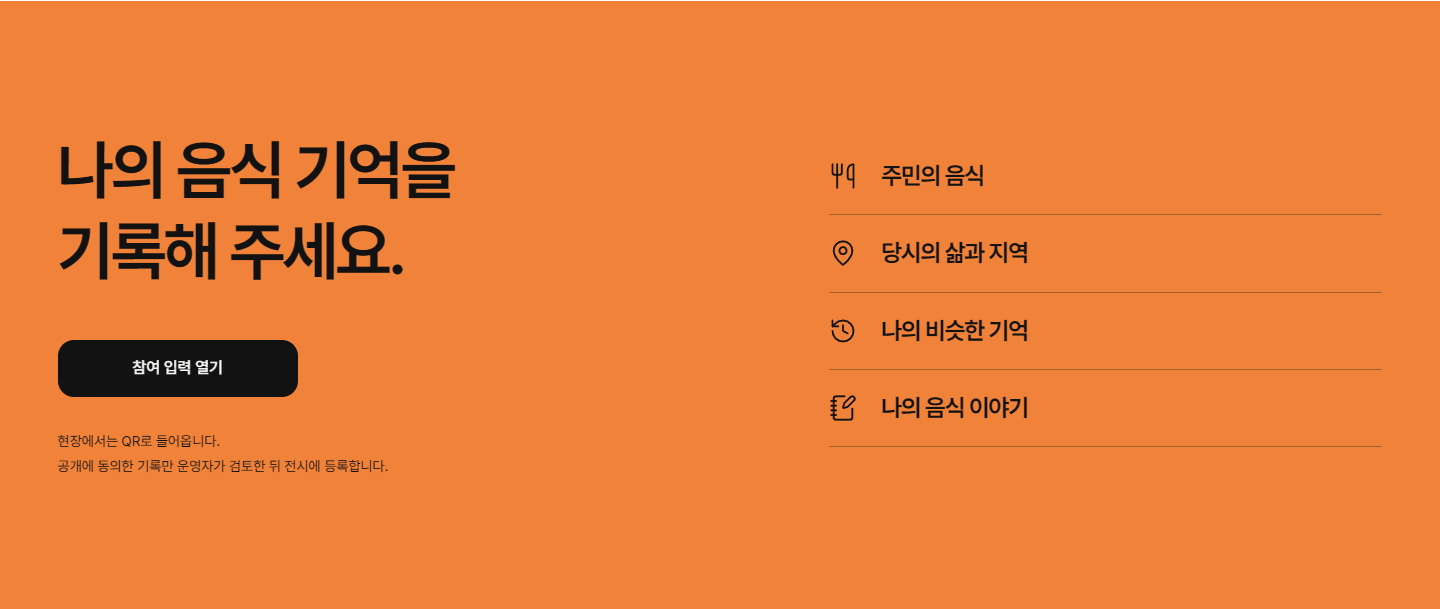 나의 음식 기억을
기록해 주세요.
참여 입력 열기
현장에서는 QR로 들어옵니다.
공개에 동의한 기록만 운영자가 검토한 뒤 전시에 등록합니다.
주민의 음식
당시의 삶과 지역
나의 비슷한 기억
나의 음식 이야기